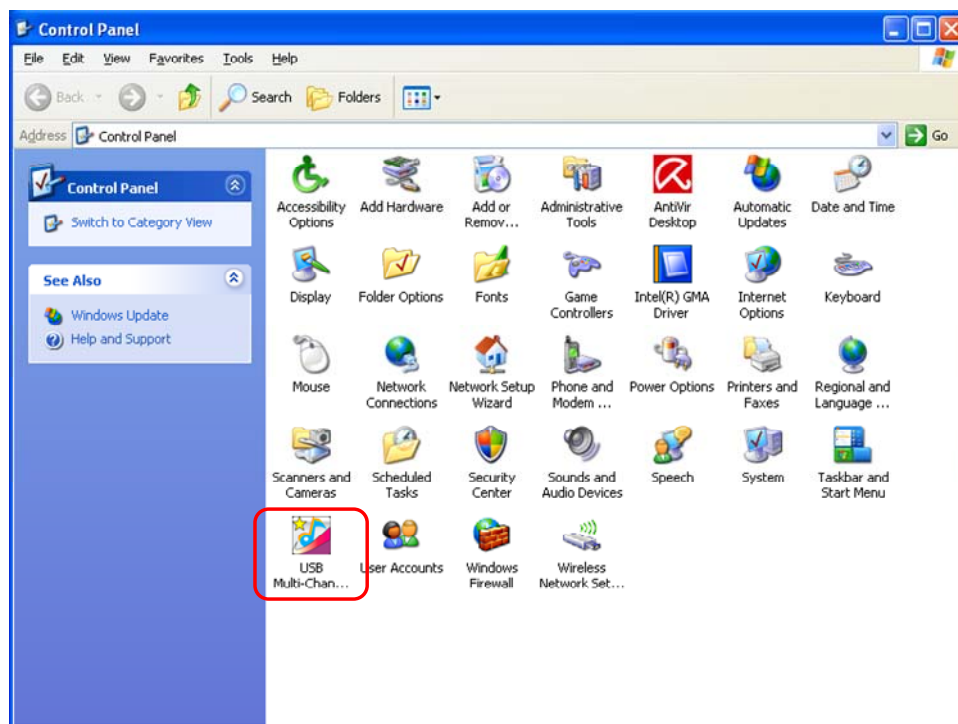 Control Panel
File Edit View Favorites Tools Help
Back Search Folders
Address Control Panel Go
Control Panel
Switch to Category View
See Also
Windows Update
Help and Support
Accessibility Options
Add Hardware
Add or Remov...
Administrative Tools
AntiVir Desktop
Automatic Updates
Date and Time
Display
Folder Options
Fonts
Game Controllers
Intel(R) GMA Driver
Internet Options
Keyboard
Mouse
Network Connections
Network Setup Wizard
Phone and Modem ...
Power Options
Printers and Faxes
Regional and Language ...
Scanners and Cameras
Scheduled Tasks
Security Center
Sounds and Audio Devices
Speech
System
Taskbar and Start Menu
USB Multi-Chan...
User Accounts
Windows Firewall
Wireless Network Set...